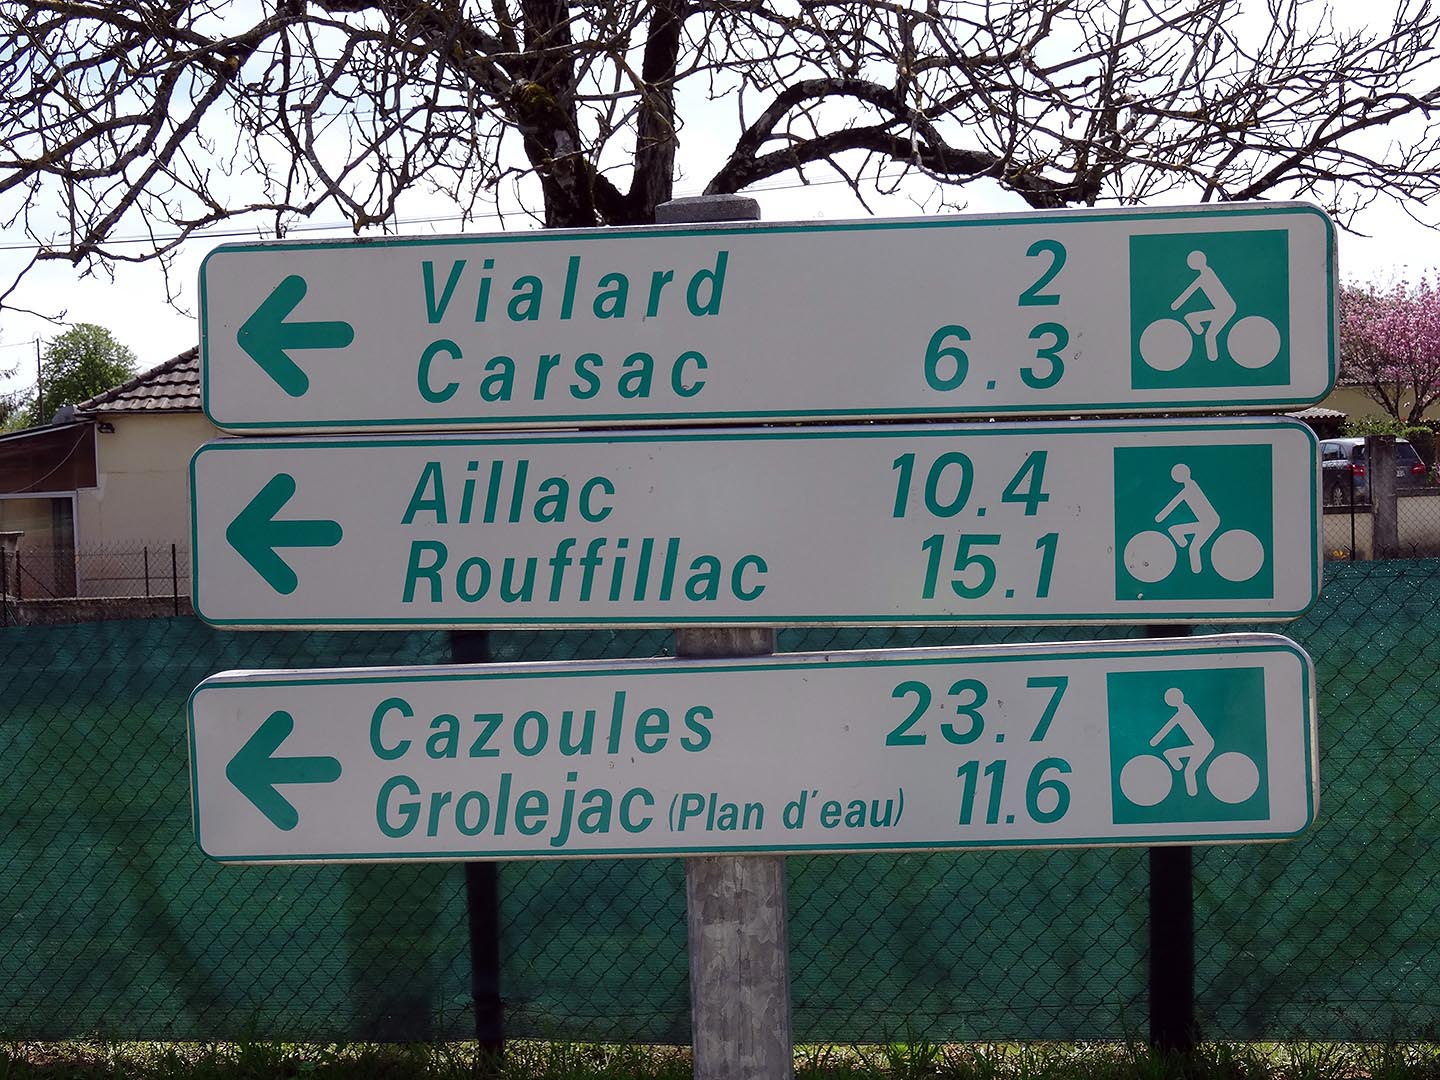 Vialard 2
Carsac 6.3
Aillac 10.4
Rouffillac 15.1
Cazoules 23.7
Grolejac (Plan d'eau) 11.6